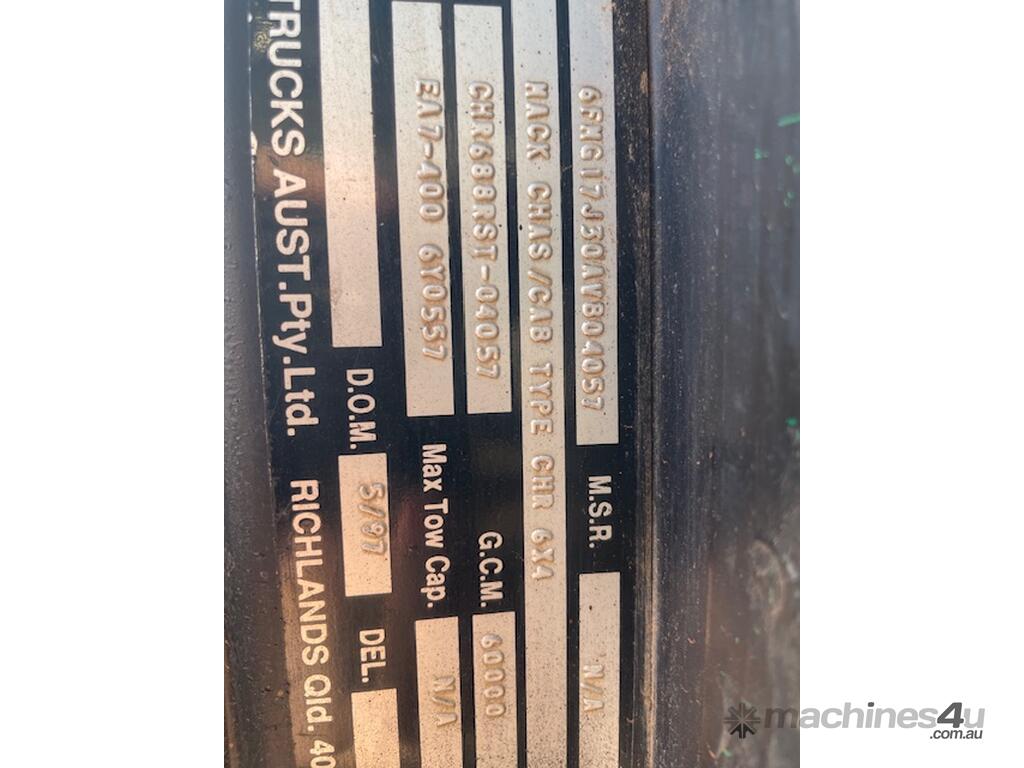 6FMG17J30AVB04057 M.S.R. N/A
MACK CHAS/CAB TYPE CHR 6X4
CHR688RST-04057 G.C.M. 60000
EA7-400 6Y0557 Max Tow Cap. N/A
D.O.M. 5/97 DEL.
TRUCKS AUST.Pty.Ltd. RICHLANDS Qld. 40
machines4u
.com.au